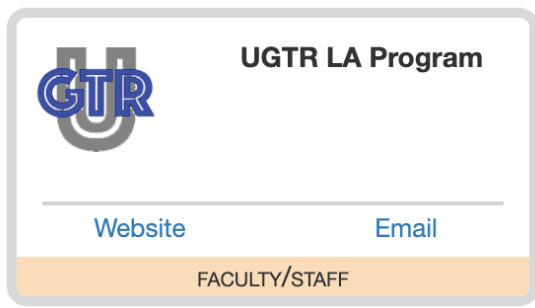 UGTR LA Program
U
GTR
Website Email
FACULTY/STAFF